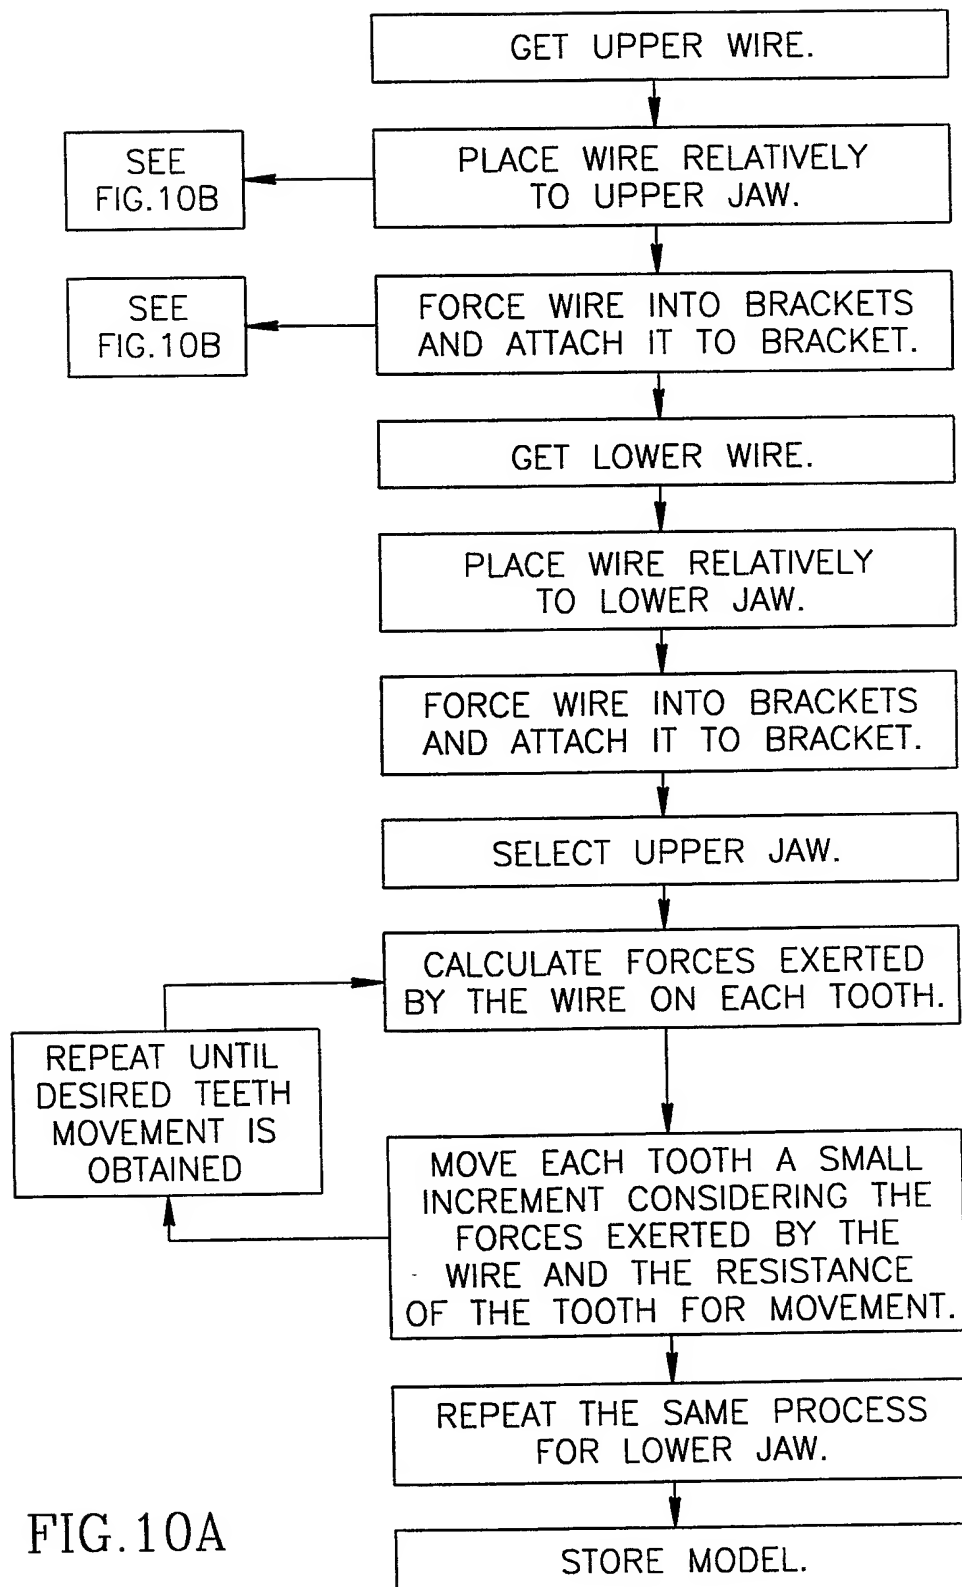 GET UPPER WIRE.
SEE
FIG.10B
PLACE WIRE RELATIVELY
TO UPPER JAW.
SEE
FIG.10B
FORCE WIRE INTO BRACKETS
AND ATTACH IT TO BRACKET.
GET LOWER WIRE.
PLACE WIRE RELATIVELY
TO LOWER JAW.
FORCE WIRE INTO BRACKETS
AND ATTACH IT TO BRACKET.
SELECT UPPER JAW.
CALCULATE FORCES EXERTED
BY THE WIRE ON EACH TOOTH.
REPEAT UNTIL
DESIRED TEETH
MOVEMENT IS
OBTAINED
MOVE EACH TOOTH A SMALL
INCREMENT CONSIDERING THE
FORCES EXERTED BY THE
WIRE AND THE RESISTANCE
OF THE TOOTH FOR MOVEMENT.
REPEAT THE SAME PROCESS
FOR LOWER JAW.
STORE MODEL.
FIG.10A